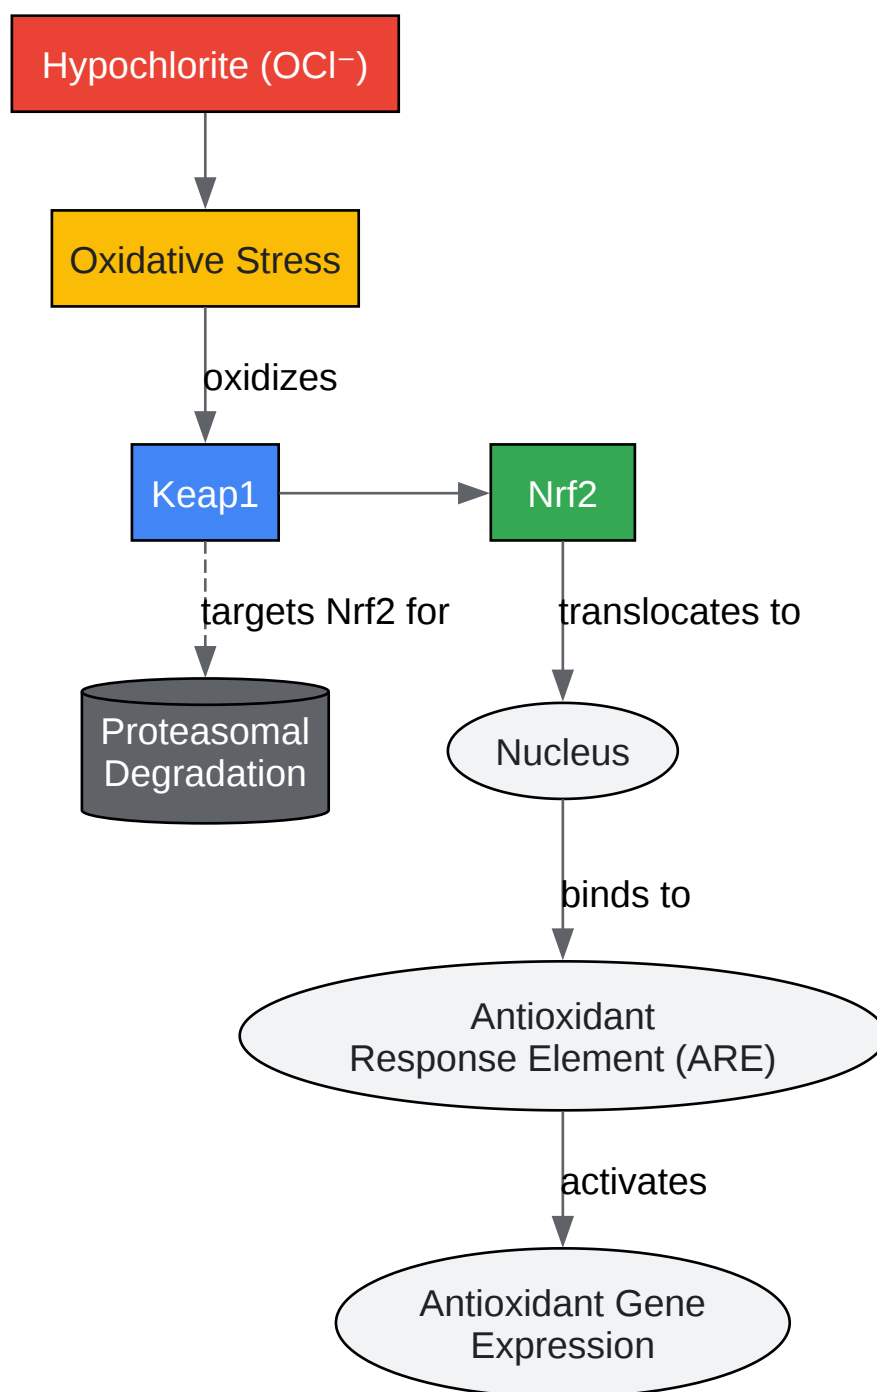 Hypochlorite (OCl⁻)
Oxidative Stress
oxidizes
Keap1
Nrf2
targets Nrf2 for
translocates to
Proteasomal
Degradation
Nucleus
binds to
Antioxidant
Response Element (ARE)
activates
Antioxidant Gene
Expression